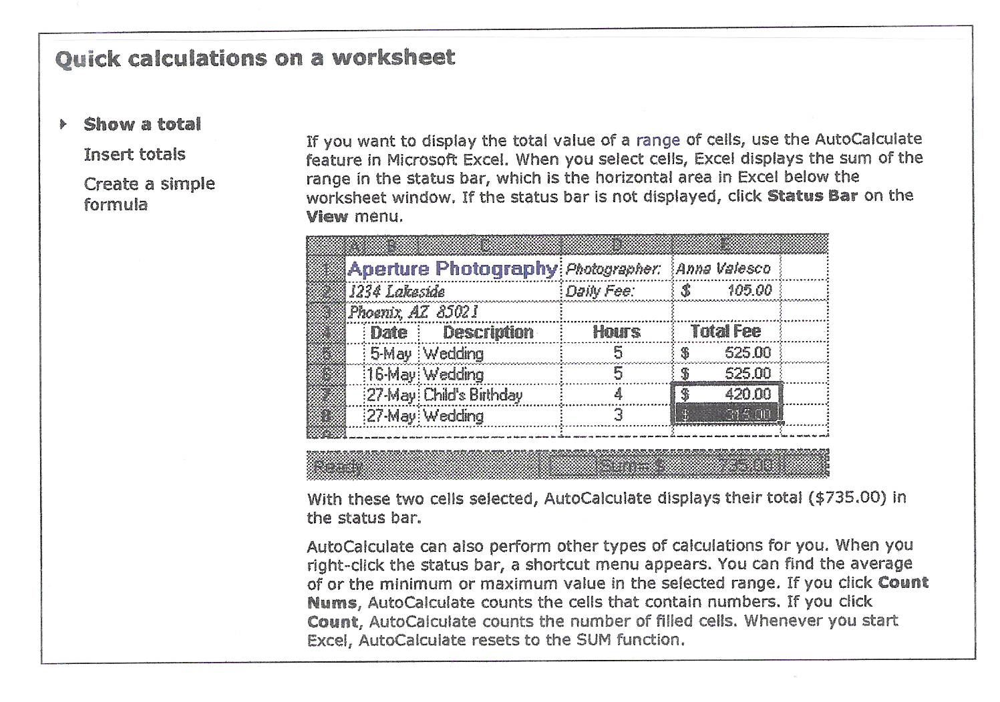 Quick calculations on a worksheet
Show a total
Insert totals
Create a simple
formula
If you want to display the total value of a range of cells, use the AutoCalculate
feature in Microsoft Excel. When you select cells, Excel displays the sum of the
range in the status bar, which is the horizontal area in Excel below the
worksheet window. If the status bar is not displayed, click Status Bar on the
View menu.
A B C D E
1 Aperture Photography Photographer: Anna Valesco
2 1234 Lakeside Daily Fee: $ 105.00
3 Phoenix, AZ 85021
4 Date Description Hours Total Fee
5 5-May Wedding 5 $ 525.00
6 16-May Wedding 5 $ 525.00
7 27-May Child's Birthday 4 $ 420.00
8 27-May Wedding 3 $ 315.00
9
Ready Sum= $ 735.00
With these two cells selected, AutoCalculate displays their total ($735.00) in
the status bar.
AutoCalculate can also perform other types of calculations for you. When you
right-click the status bar, a shortcut menu appears. You can find the average
of or the minimum or maximum value in the selected range. If you click Count
Nums, AutoCalculate counts the cells that contain numbers. If you click
Count, AutoCalculate counts the number of filled cells. Whenever you start
Excel, AutoCalculate resets to the SUM function.